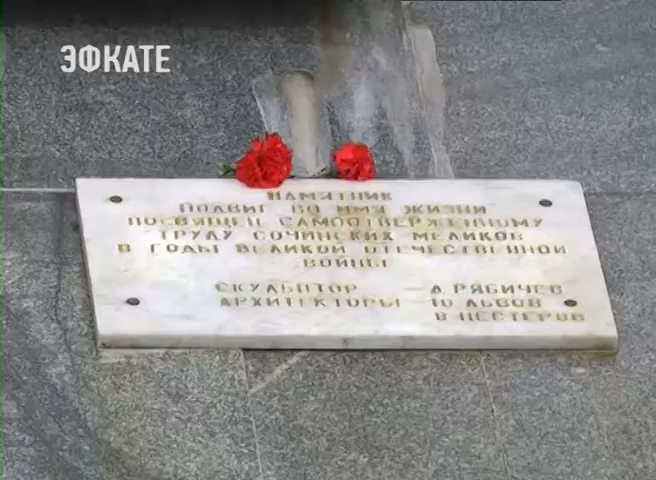 ЭФКАТЕ
ПАМЯТНИК
ПОДВИГ ВО ИМЯ ЖИЗНИ
ПОСВЯЩЕН САМООТВЕРЖЕННОМУ
ТРУДУ СОЧИНСКИХ МЕДИКОВ
В ГОДЫ ВЕЛИКОЙ ОТЕЧЕСТВЕННОЙ
ВОЙНЫ
СКУЛЬПТОР А РЯБИЧЕВ
АРХИТЕКТОРЫ Ю ЛЬВОВ
В НЕСТЕРОВ